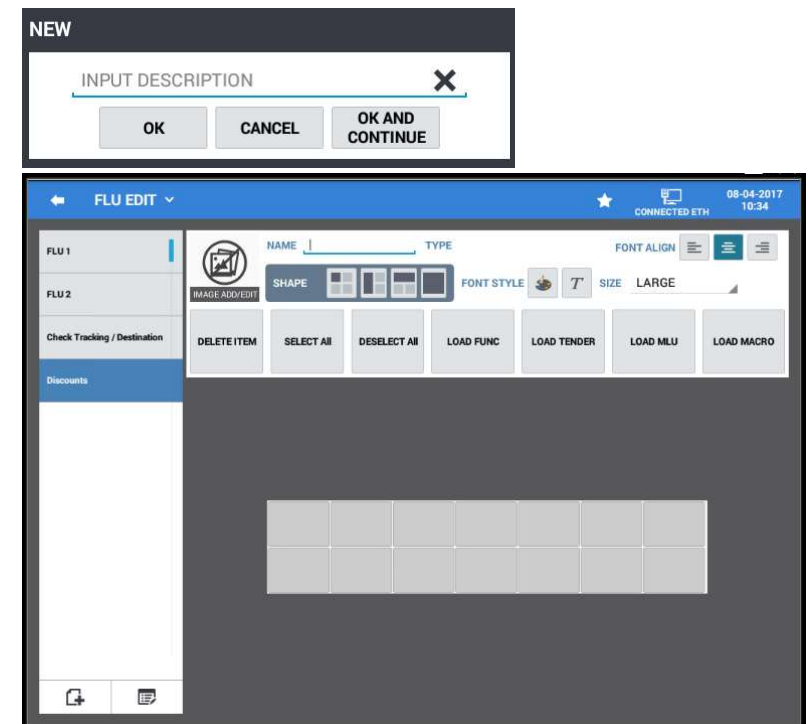 NEW
INPUT DESCRIPTION
OK
CANCEL
OK AND
CONTINUE
FLU EDIT
CONNECTED ETH
08-04-2017
10:34
FLU 1
FLU 2
Check Tracking / Destination
Discounts
IMAGE ADD/EDIT
NAME
TYPE
FONT ALIGN
SHAPE
FONT STYLE
T
SIZE
LARGE
DELETE ITEM
SELECT All
DESELECT All
LOAD FUNC
LOAD TENDER
LOAD MLU
LOAD MACRO